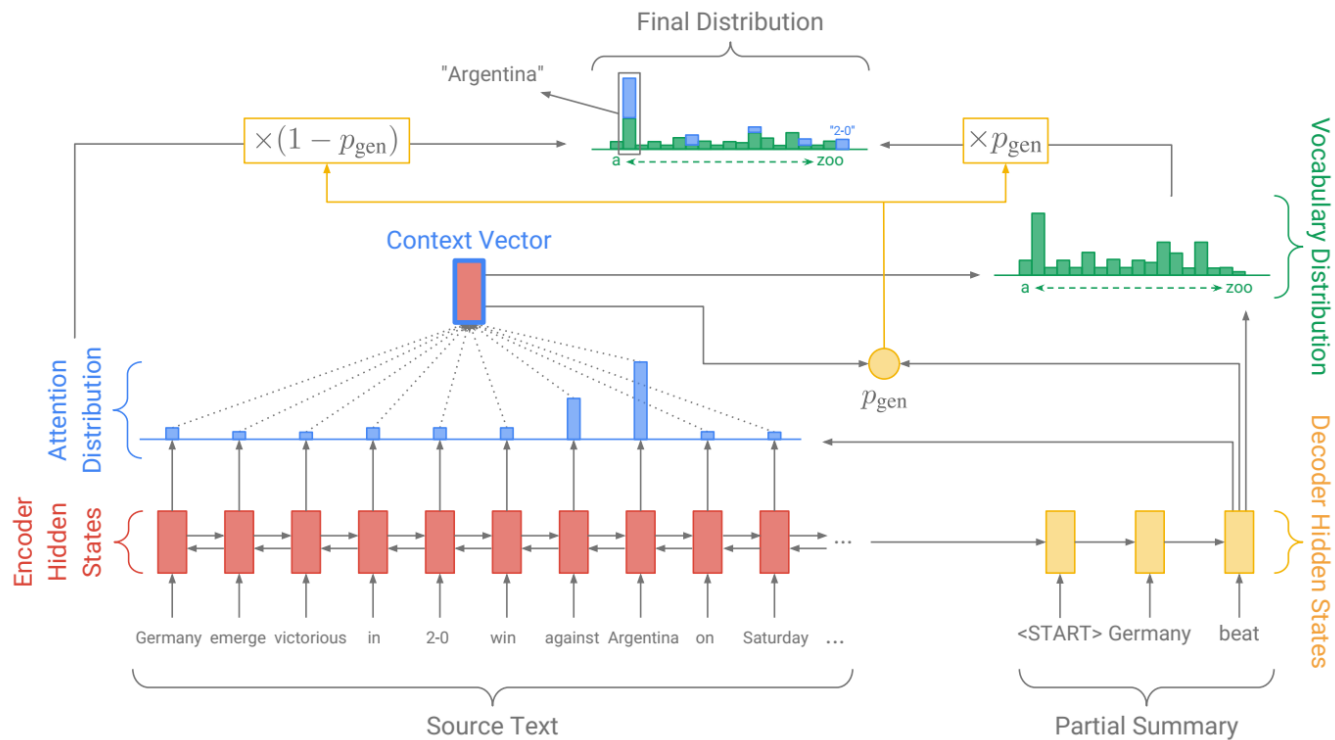 Final Distribution
"Argentina"
×(1 − p_gen)
"2-0"
×p_gen
a zoo
Context Vector
Vocabulary Distribution
a zoo
Attention
Distribution
p_gen
Encoder
Hidden
States
Decoder Hidden States
...
Germany emerge victorious in 2-0 win against Argentina on Saturday ...
<START> Germany beat
Source Text
Partial Summary